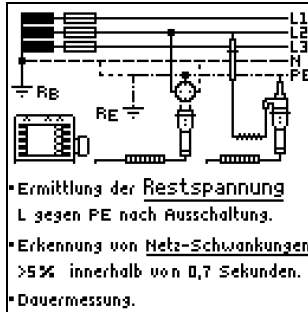 L1
L2
L3
N
PE
RB
RE
▪Ermittlung der Restspannung
L gegen PE nach Ausschaltung.
▪Erkennung von Netz-Schwankungen
>5% innerhalb von 0,7 Sekunden.
▪Dauermessung.